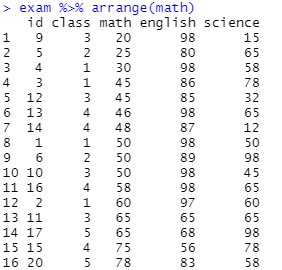 > exam %>% arrange(math)
id class math english science
1 9 3 20 98 15
2 5 2 25 80 65
3 4 1 30 98 58
4 3 1 45 86 78
5 12 3 45 85 32
6 13 4 46 98 65
7 14 4 48 87 12
8 1 1 50 98 50
9 6 2 50 89 98
10 10 3 50 98 45
11 16 4 58 98 65
12 2 1 60 97 60
13 11 3 65 65 65
14 17 5 65 68 98
15 15 4 75 56 78
16 20 5 78 83 58